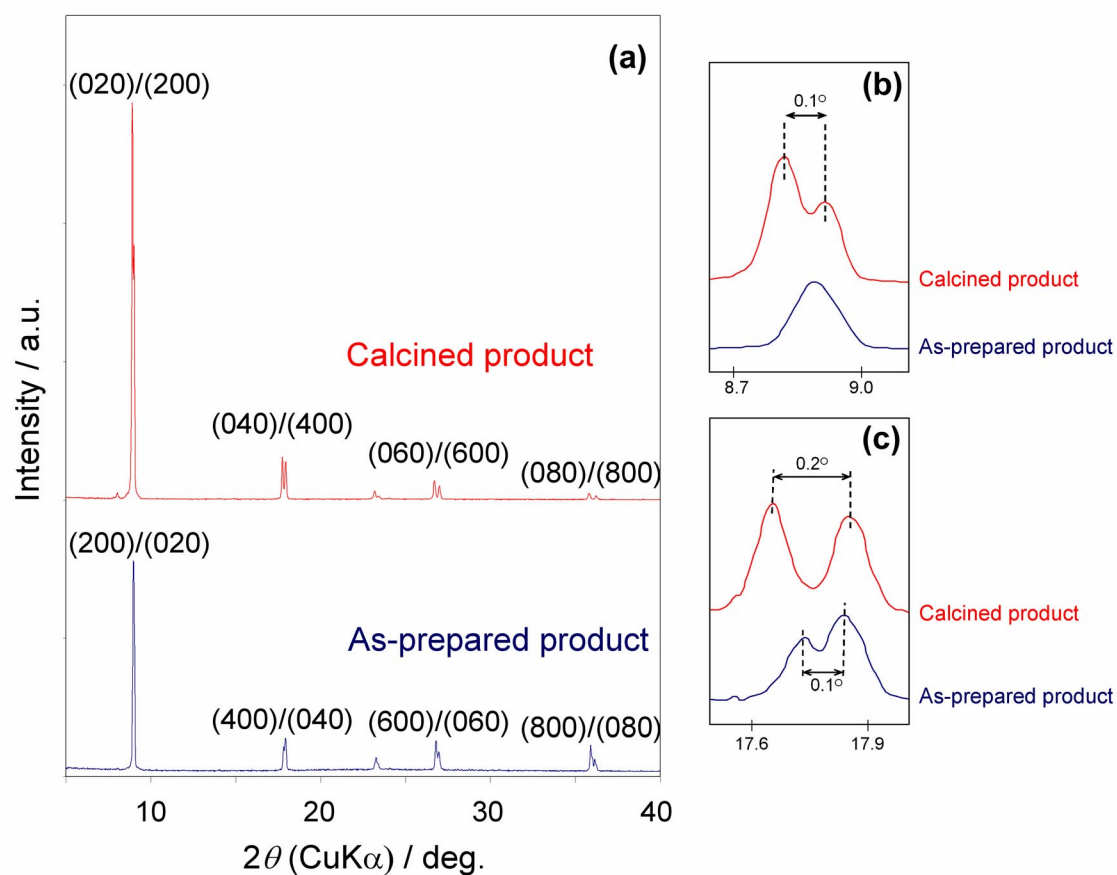 (a)
(020)/(200)
Calcined product
(040)/(400)
(060)/(600)
(080)/(800)
(200)/(020)
As-prepared product
(400)/(040)
(600)/(060)
(800)/(080)
10
20
30
40
2θ (CuKα) / deg.
Intensity / a.u.
(b)
0.1°
Calcined product
As-prepared product
8.7
9.0
(c)
0.2°
Calcined product
0.1°
As-prepared product
17.6
17.9